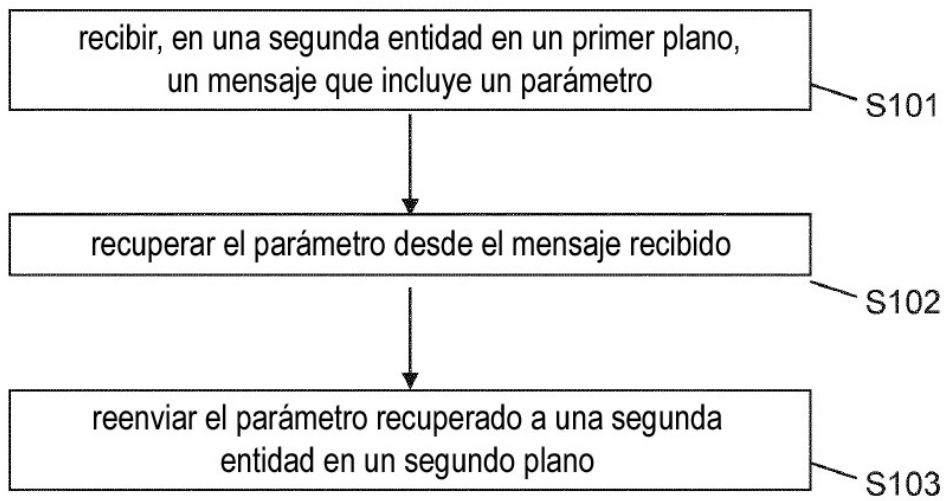 recibir, en una segunda entidad en un primer plano,
un mensaje que incluye un parámetro
S101
recuperar el parámetro desde el mensaje recibido
S102
reenviar el parámetro recuperado a una segunda
entidad en un segundo plano
S103